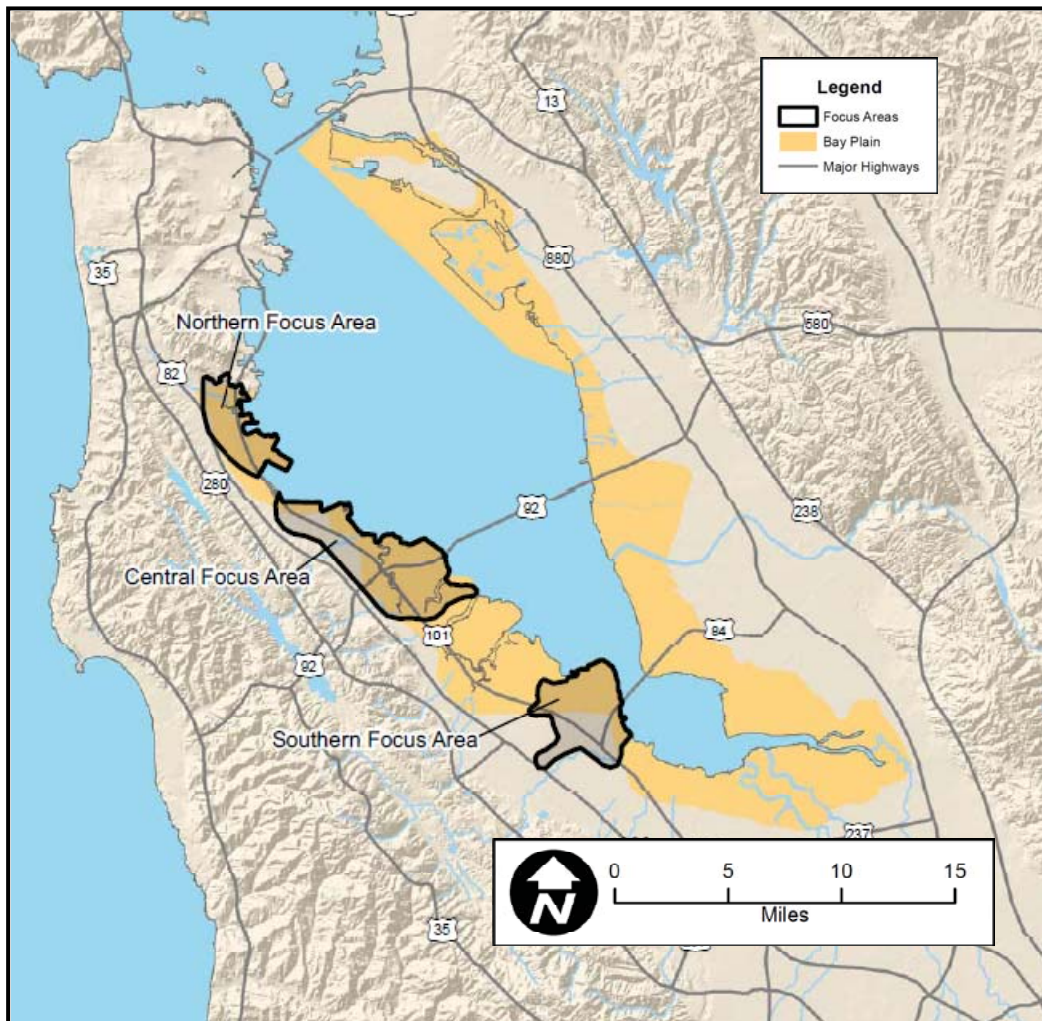 Legend
Focus Areas
Bay Plain
Major Highways
13
35
880
580
Northern Focus Area
82
280
92
238
Central Focus Area
101
84
92
Southern Focus Area
237
0 5 10 15
Miles
N
35